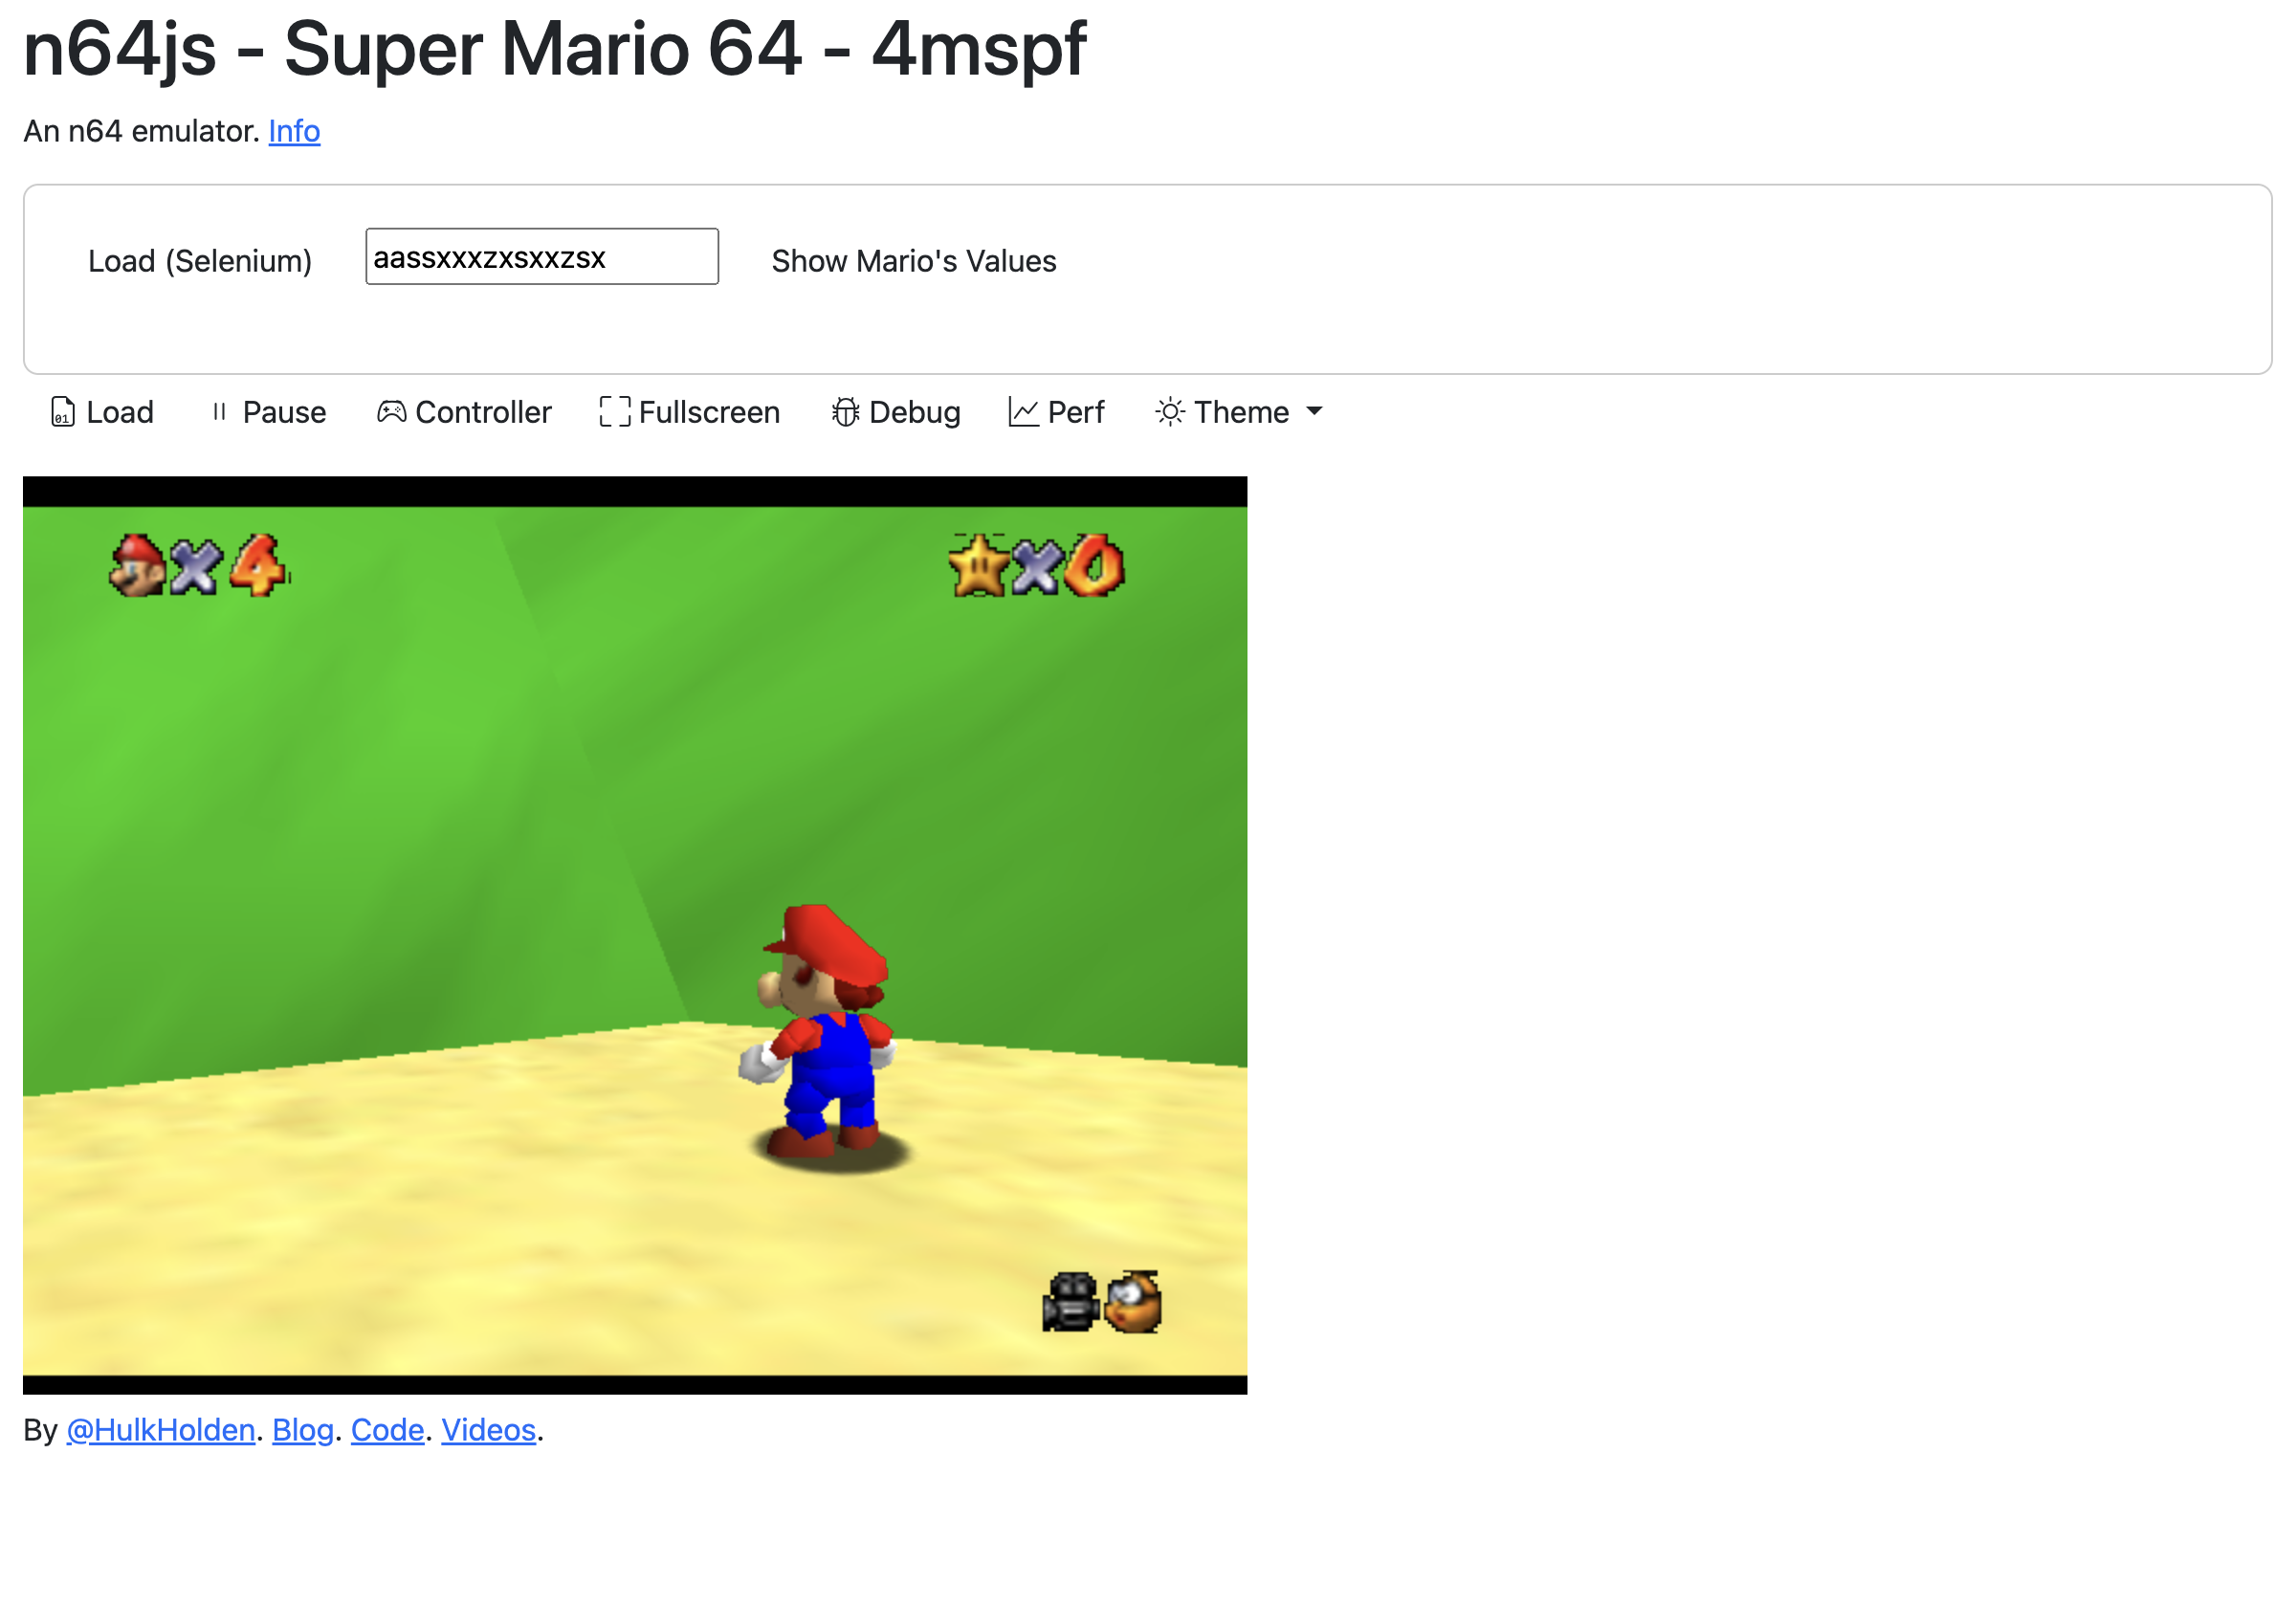 n64js - Super Mario 64 - 4mspf
An n64 emulator. Info
Load (Selenium) aassxxxzxsxxzsx Show Mario's Values
Load Pause Controller Fullscreen Debug Perf Theme
×4 ×0
By @HulkHolden. Blog. Code. Videos.